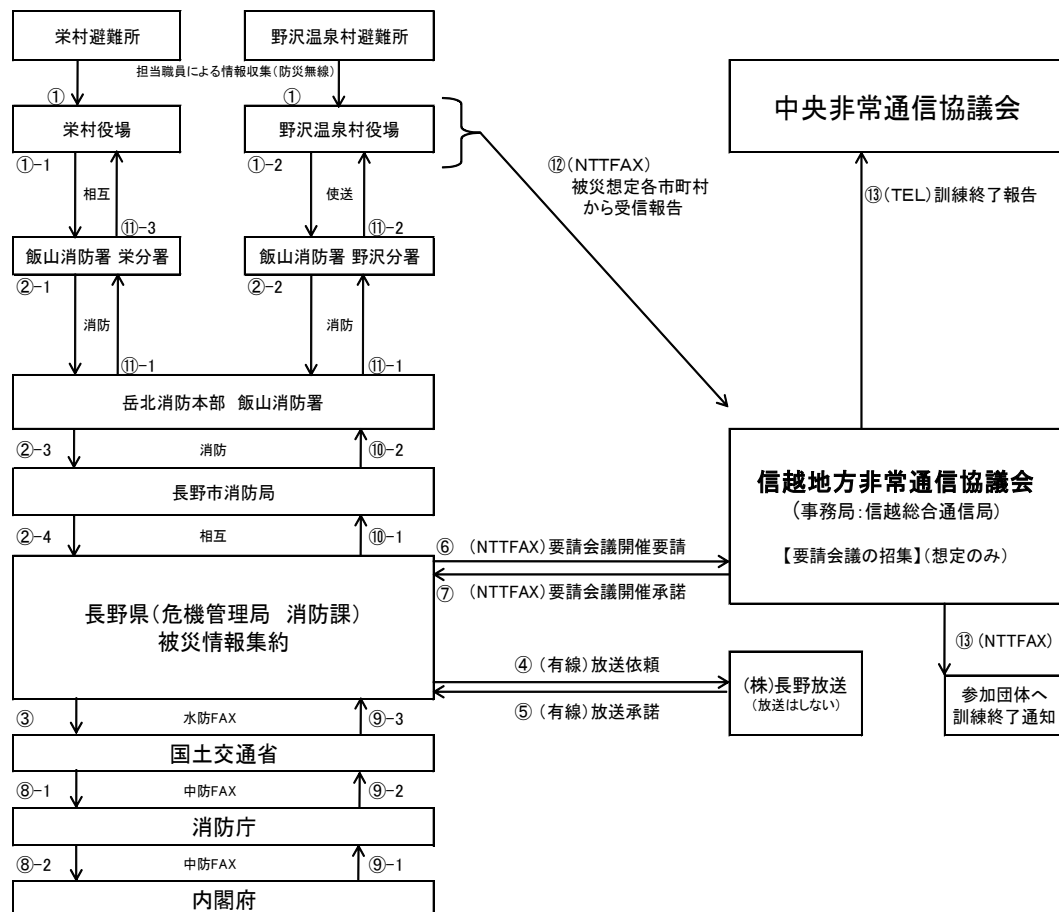 栄村避難所
野沢温泉村避難所
担当職員による情報収集(防災無線)
①
①
栄村役場
野沢温泉村役場
①-1
①-2
相互
使送
⑪-3
⑪-2
飯山消防署 栄分署
飯山消防署 野沢分署
②-1
②-2
消防
消防
⑪-1
⑪-1
岳北消防本部 飯山消防署
②-3
消防
⑩-2
長野市消防局
②-4
相互
⑩-1
長野県(危機管理局 消防課)
被災情報集約
③
水防FAX
⑨-3
国土交通省
⑧-1
中防FAX
⑨-2
消防庁
⑧-2
中防FAX
⑨-1
内閣府
⑫(NTTFAX)
被災想定各市町村
から受信報告
中央非常通信協議会
⑬(TEL)訓練終了報告
信越地方非常通信協議会
(事務局:信越総合通信局)
【要請会議の招集】(想定のみ)
⑥ (NTTFAX)要請会議開催要請
⑦ (NTTFAX)要請会議開催承諾
④ (有線)放送依頼
⑤ (有線)放送承諾
(株)長野放送
(放送はしない)
⑬(NTTFAX)
参加団体へ
訓練終了通知